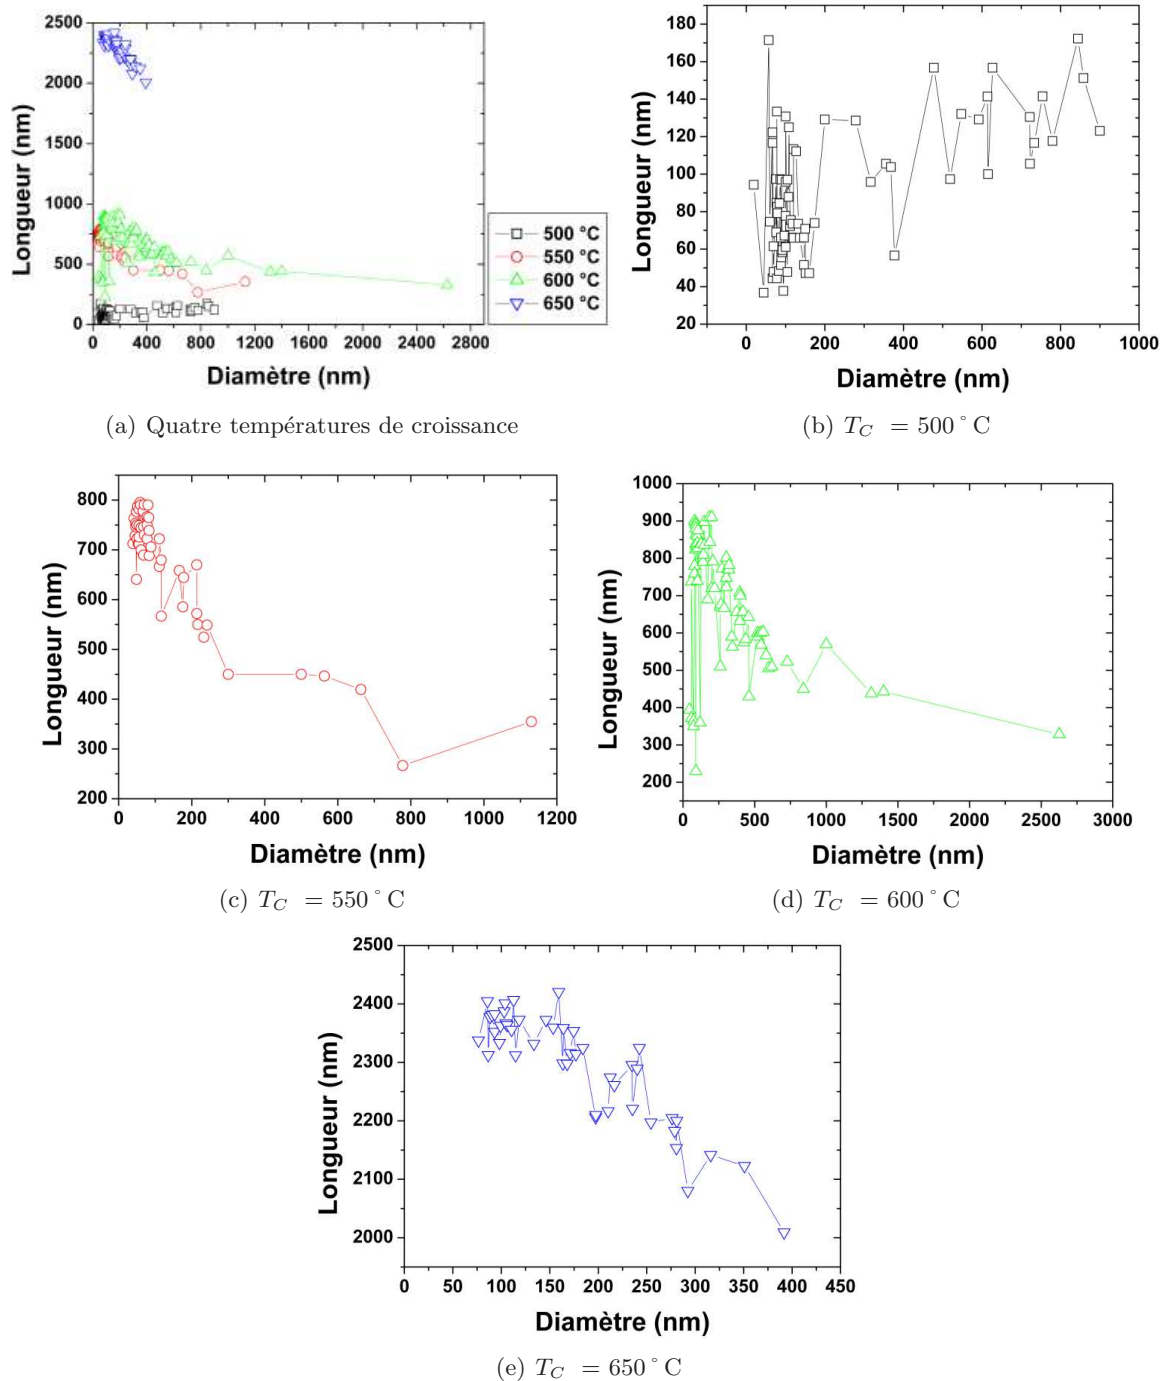 2500
2000
1500
1000
500
0
Longueur (nm)
0 400 800 1200 1600 2000 2400 2800
Diamètre (nm)
500 °C
550 °C
600 °C
650 °C
(a) Quatre températures de croissance
180
160
140
120
100
80
60
40
20
Longueur (nm)
0 200 400 600 800 1000
Diamètre (nm)
(b) T_C = 500 ° C
800
700
600
500
400
300
200
Longueur (nm)
0 200 400 600 800 1000 1200
Diamètre (nm)
(c) T_C = 550 ° C
1000
900
800
700
600
500
400
300
200
Longueur (nm)
0 500 1000 1500 2000 2500 3000
Diamètre (nm)
(d) T_C = 600 ° C
2500
2400
2300
2200
2100
2000
Longueur (nm)
0 50 100 150 200 250 300 350 400 450
Diamètre (nm)
(e) T_C = 650 ° C